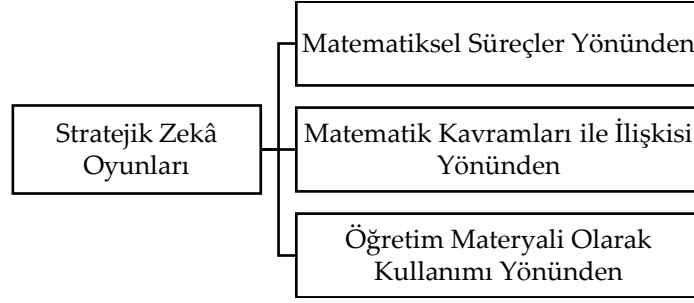 Matematiksel Süreçler Yönünden
Stratejik Zekâ
Oyunları
Matematik Kavramları ile İlişkisi
Yönünden
Öğretim Materyali Olarak
Kullanımı Yönünden